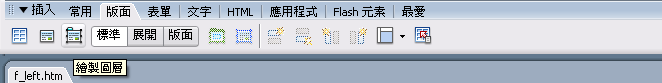 插入 常用 版面 表單 文字 HTML 應用程式 Flash 元素 最愛
標準 展開 版面
繪製圖層
f_left.htm